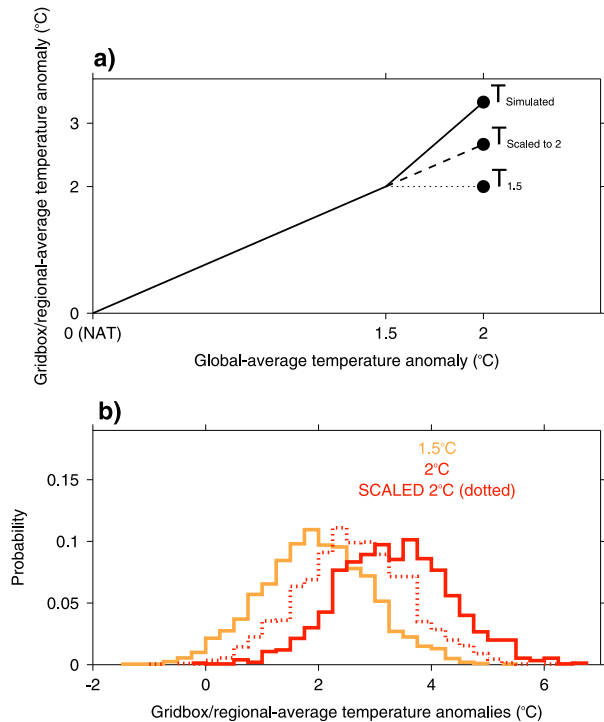 a)
Gridbox/regional-average temperature anomaly (°C)
3
2
0
T Simulated
T Scaled to 2
T 1.5
0 (NAT)
1.5
2
Global-average temperature anomaly (°C)
b)
1.5°C
2°C
SCALED 2°C (dotted)
Probability
0.15
0.1
0.05
0
-2
0
2
4
6
Gridbox/regional-average temperature anomalies (°C)